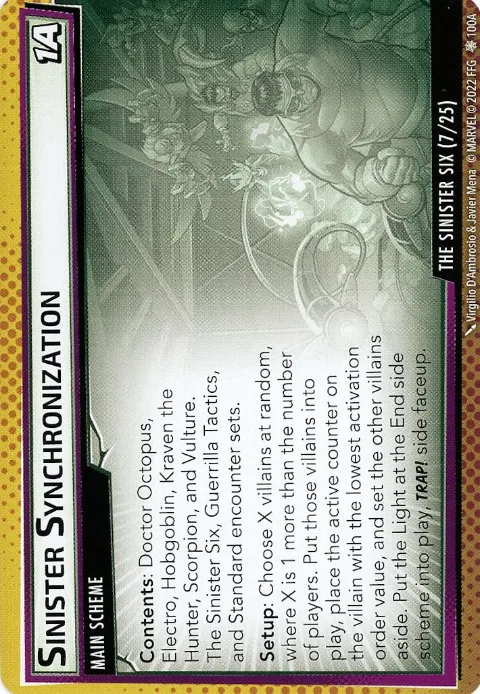 SINISTER SYNCHRONIZATION
1A
MAIN SCHEME
Contents: Doctor Octopus,
Electro, Hobgoblin, Kraven the
Hunter, Scorpion, and Vulture.
The Sinister Six, Guerrilla Tactics,
and Standard encounter sets.
Setup: Choose X villains at random,
where X is 1 more than the number
of players. Put those villains into
play, place the active counter on
the villain with the lowest activation
order value, and set the other villains
aside. Put the Light at the End side
scheme into play, TRAP! side faceup.
THE SINISTER SIX (7/25)
Virgilio D'Ambrosio & Javier Mena © MARVEL © 2022 FFG 100A